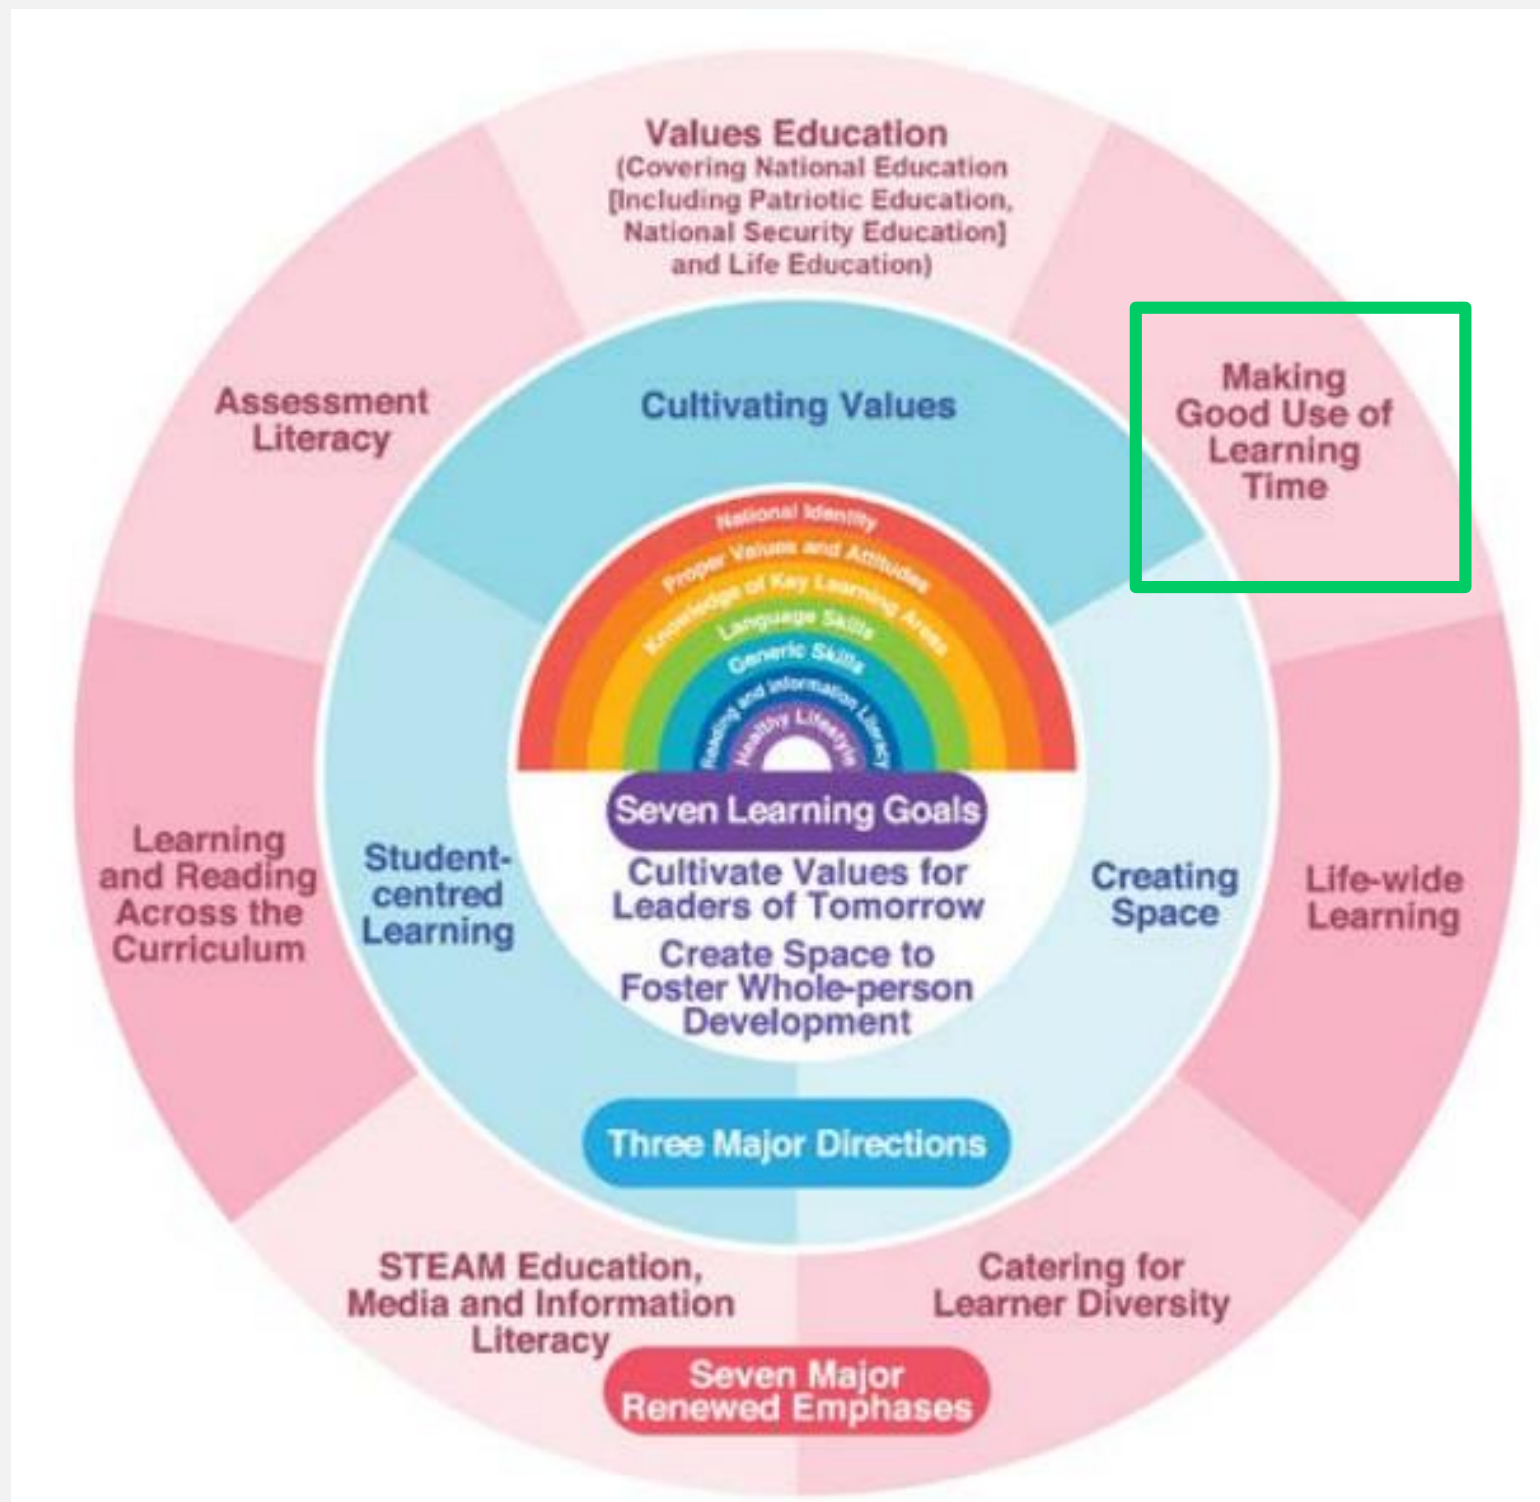 Values Education
(Covering National Education
[Including Patriotic Education,
National Security Education]
and Life Education)
Making
Good Use of
Learning
Time
Assessment
Literacy
Cultivating Values
National Identity
Proper Values and Attitudes
Knowledge of Key Learning Areas
Language Skills
Generic Skills
Reading and Information Literacy
Healthy Lifestyle
Seven Learning Goals
Cultivate Values for
Leaders of Tomorrow
Create Space to
Foster Whole-person
Development
Learning
and Reading
Across the
Curriculum
Student-
centred
Learning
Creating
Space
Life-wide
Learning
Three Major Directions
STEAM Education,
Media and Information
Literacy
Catering for
Learner Diversity
Seven Major
Renewed Emphases